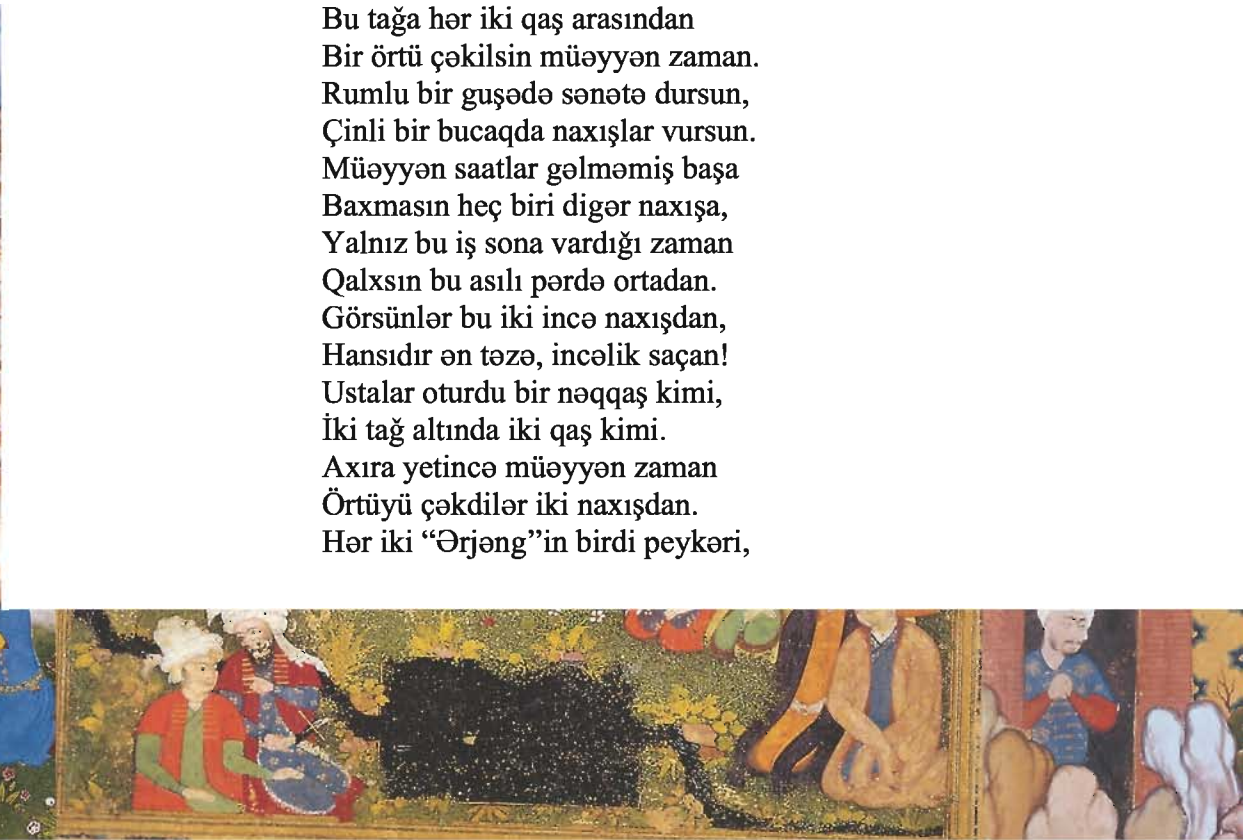 Bu tağa hər iki qaş arasından
Bir örtü çəkilsin müəyyən zaman.
Rumlu bir guşədə sənətə dursun,
Çinli bir bucaqda naxışlar vursun.
Müəyyən saatlar gəlməmiş başa
Baxmasın heç biri digər naxışa,
Yalnız bu iş sona vardığı zaman
Qalxsın bu asılı pərdə ortadan.
Görsünlər bu iki incə naxışdan,
Hansıdır ən təzə, incəlik saçan!
Ustalar oturdu bir nəqqaş kimi,
İki tağ altında iki qaş kimi.
Axıra yetincə müəyyən zaman
Örtüyü çəkdilər iki naxışdan.
Hər iki “Ərjəng”in birdi peykəri,